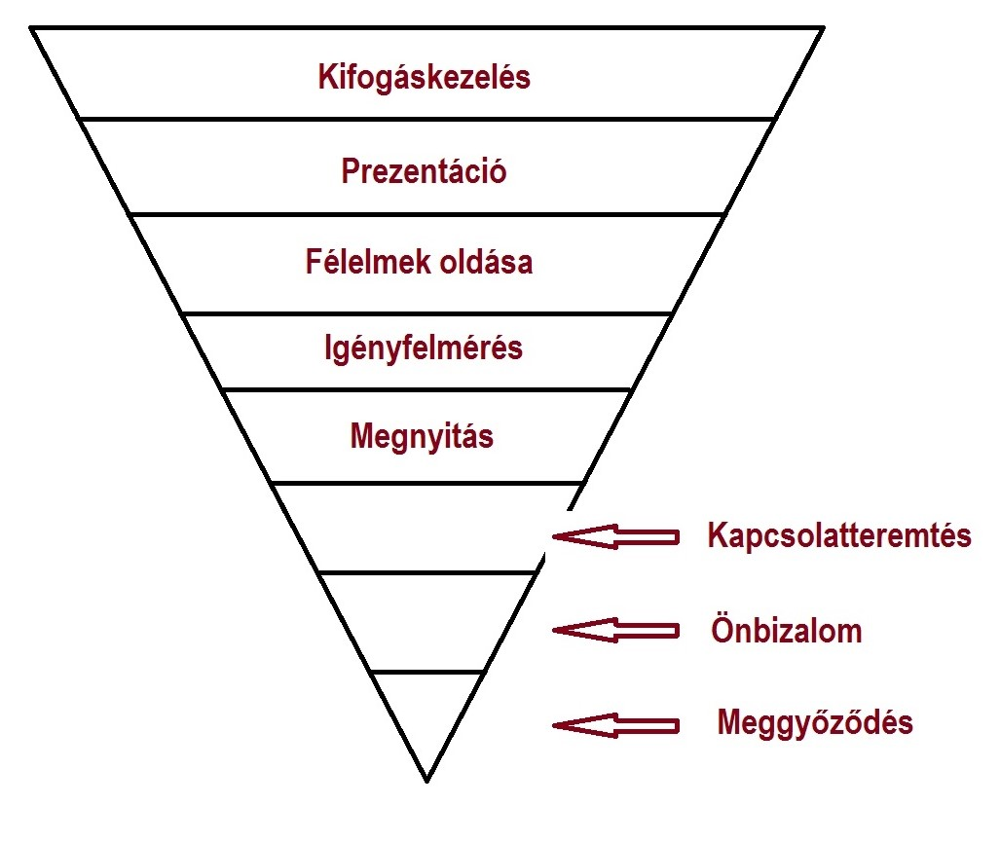 Kifogáskezelés
Prezentáció
Félelmek oldása
Igényfelmérés
Megnyitás
Kapcsolatteremtés
Önbizalom
Meggyőződés